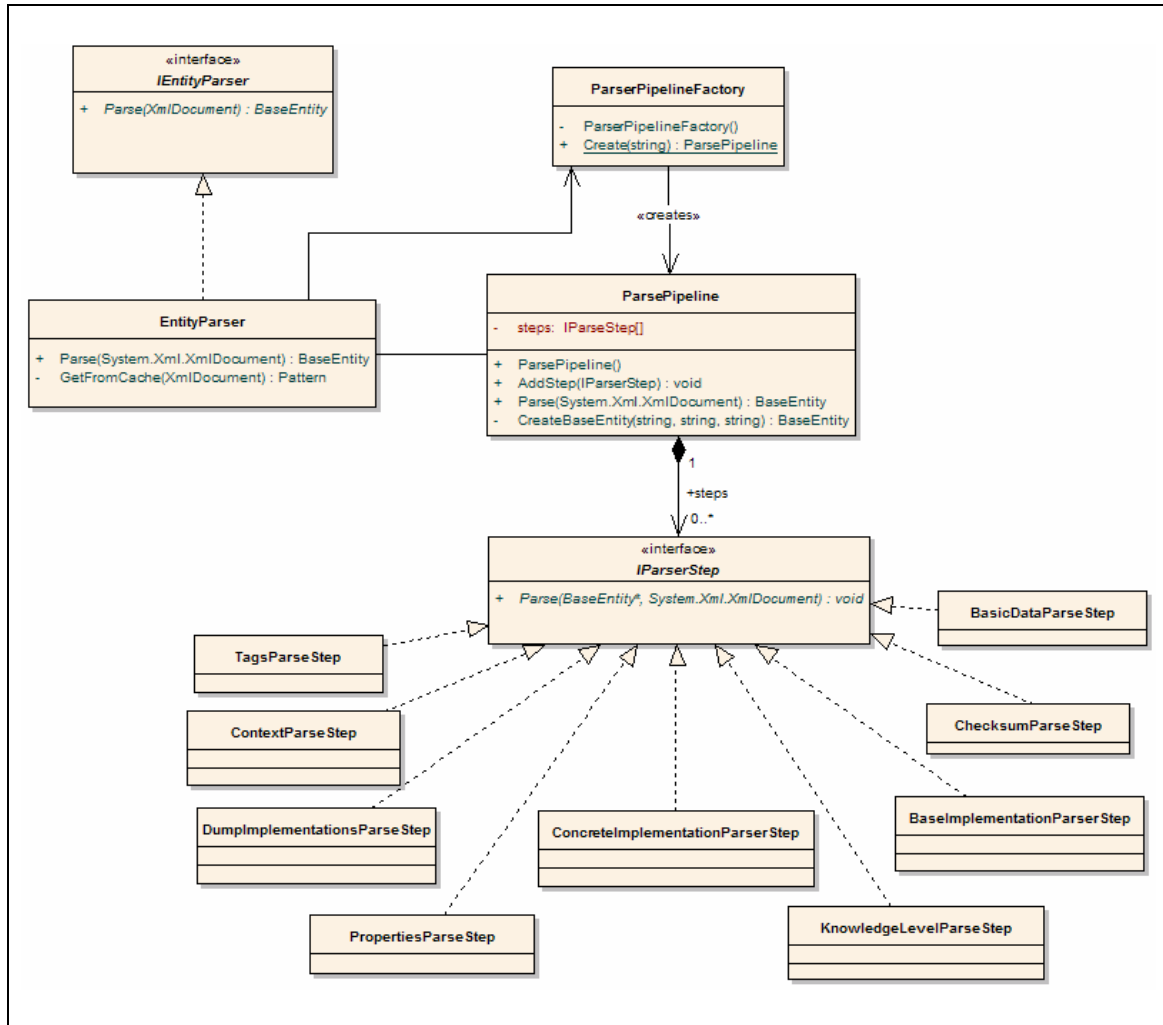 «interface»
IEntityParser
+ Parse(XmlDocument) : BaseEntity
ParserPipelineFactory
- ParserPipelineFactory()
+ Create(string) : ParsePipeline
«creates»
EntityParser
+ Parse(System.Xml.XmlDocument) : BaseEntity
- GetFromCache(XmlDocument) : Pattern
ParsePipeline
- steps: IParseStep[]
+ ParsePipeline()
+ AddStep(IParserStep) : void
+ Parse(System.Xml.XmlDocument) : BaseEntity
- CreateBaseEntity(string, string, string) : BaseEntity
1
+steps
0..*
«interface»
IParserStep
+ Parse(BaseEntity*, System.Xml.XmlDocument) : void
BasicDataParseStep
TagsParseStep
ContextParseStep
ChecksumParseStep
DumpImplementationsParseStep
ConcreteImplementationParserStep
BaseImplementationParserStep
PropertiesParseStep
KnowledgeLevelParseStep